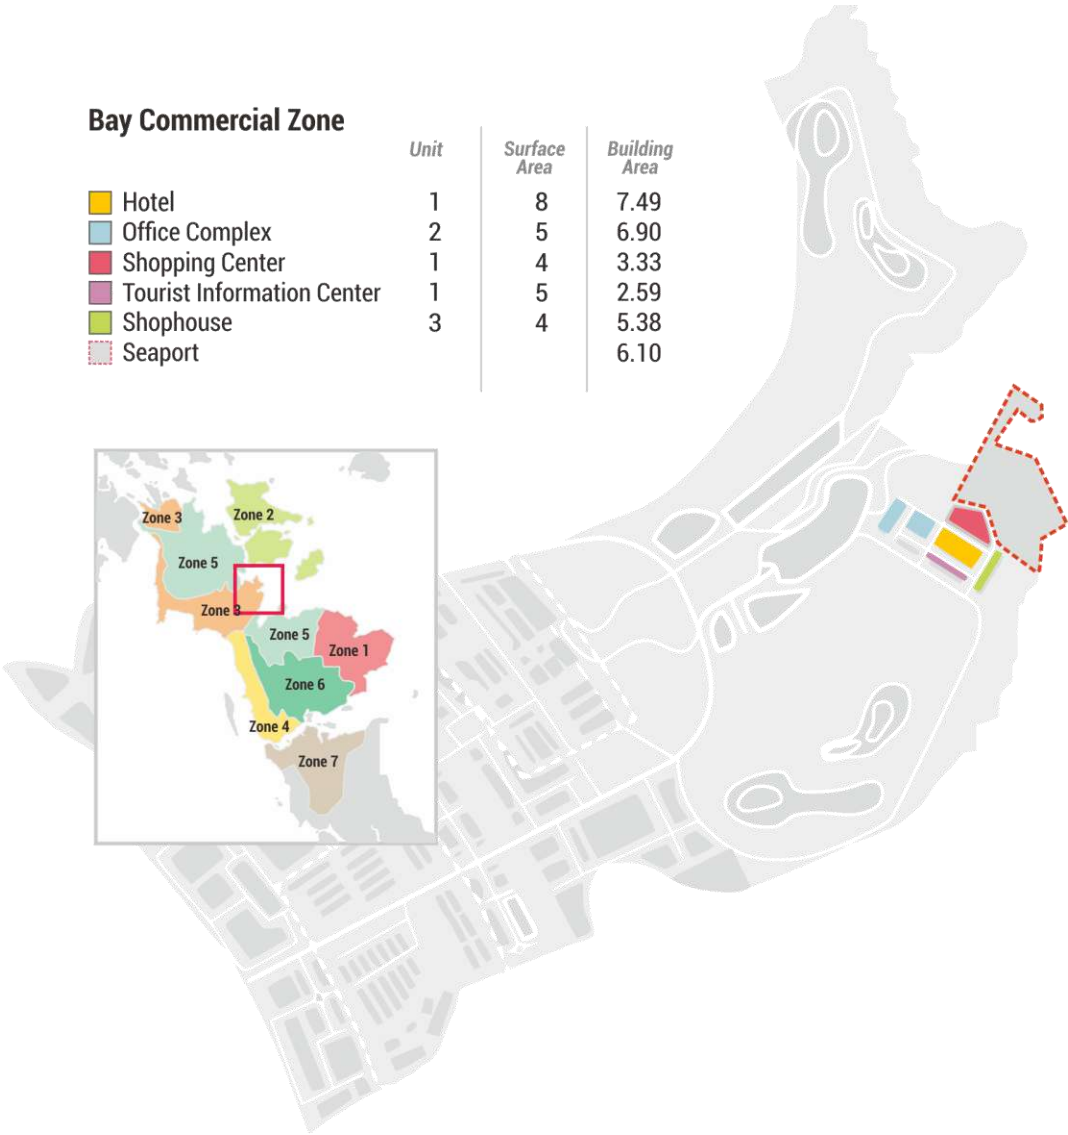 Bay Commercial Zone
Unit Surface Area Building Area
Hotel 1 8 7.49
Office Complex 2 5 6.90
Shopping Center 1 4 3.33
Tourist Information Center 1 5 2.59
Shophouse 3 4 5.38
Seaport 6.10
Zone 3
Zone 2
Zone 5
Zone 3
Zone 5
Zone 1
Zone 6
Zone 4
Zone 7